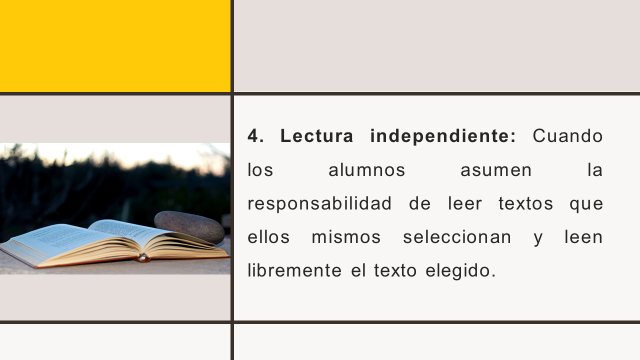 4. Lectura independiente: Cuando
los alumnos asumen la
responsabilidad de leer textos que
ellos mismos seleccionan y leen
libremente el texto elegido.